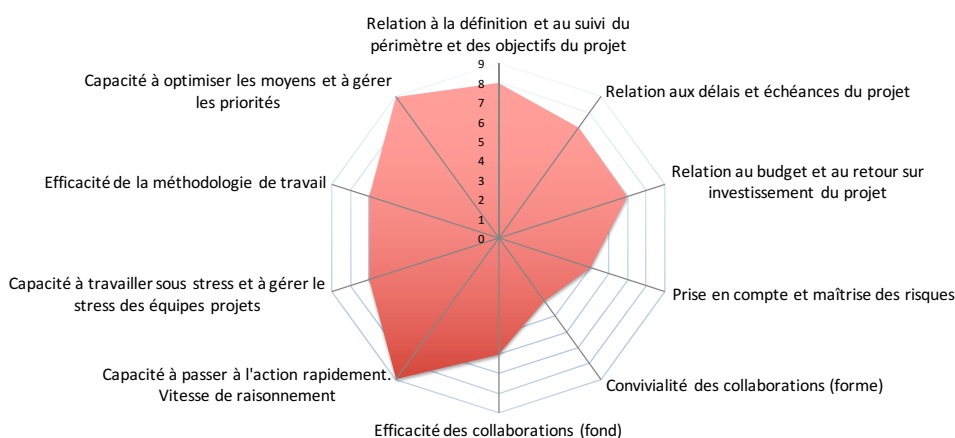 Relation à la définition et au suivi du
périmètre et des objectifs du projet
Capacité à optimiser les moyens et à gérer
les priorités
Relation aux délais et échéances du projet
Efficacité de la méthodologie de travail
Relation au budget et au retour sur
investissement du projet
Capacité à travailler sous stress et à gérer le
stress des équipes projets
Prise en compte et maîtrise des risques
Capacité à passer à l'action rapidement.
Vitesse de raisonnement
Convivialité des collaborations (forme)
Efficacité des collaborations (fond)
9
8
7
6
5
4
3
2
1
0